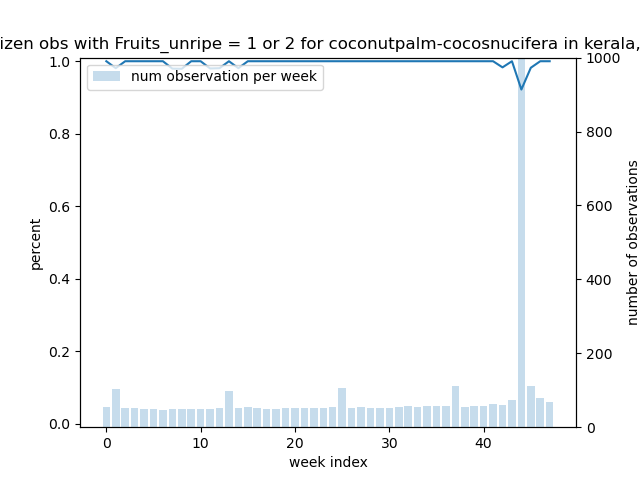 izen obs with Fruits_unripe = 1 or 2 for coconutpalm-cocosnucifera in kerala,
num observation per week
1.0
0.8
0.6
0.4
0.2
0.0
percent
1000
800
600
400
200
0
number of observations
0 10 20 30 40
week index